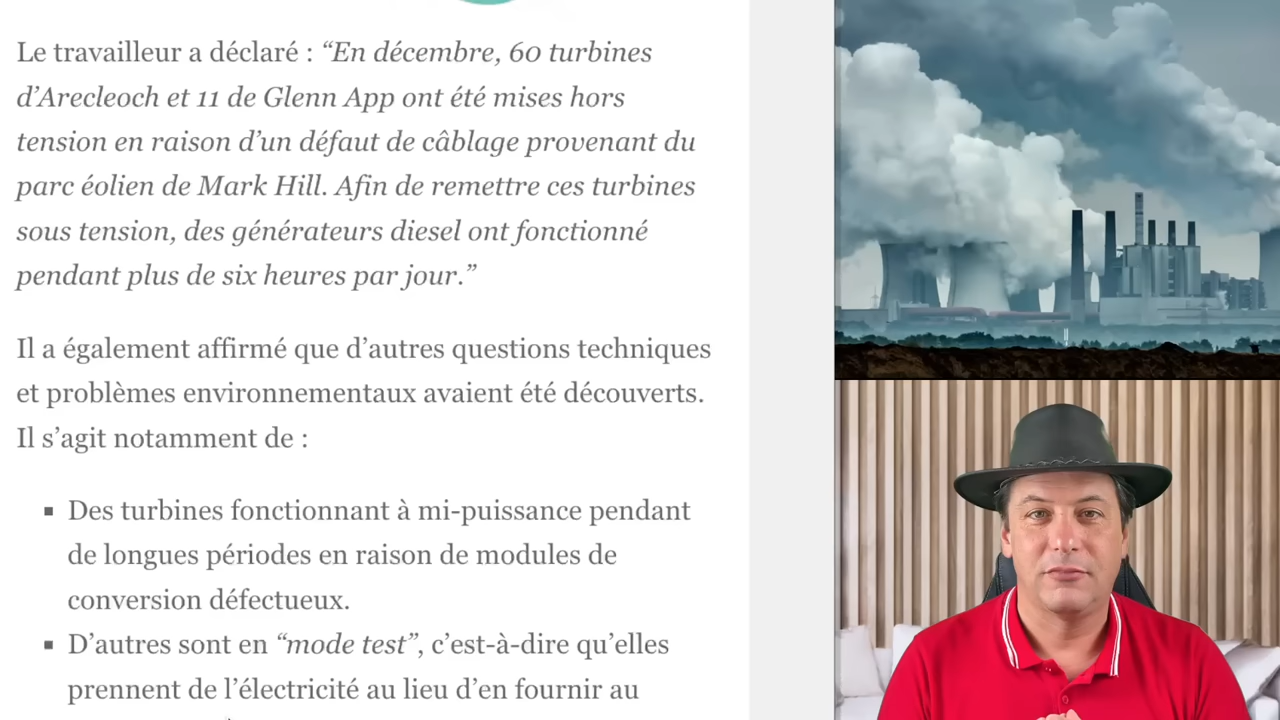 Le travailleur a déclaré : “En décembre, 60 turbines
d’Arecleoch et 11 de Glenn App ont été mises hors
tension en raison d’un défaut de câblage provenant du
parc éolien de Mark Hill. Afin de remettre ces turbines
sous tension, des générateurs diesel ont fonctionné
pendant plus de six heures par jour.”
Il a également affirmé que d’autres questions techniques
et problèmes environnementaux avaient été découverts.
Il s’agit notamment de :
▪ Des turbines fonctionnant à mi-puissance pendant
de longues périodes en raison de modules de
conversion défectueux.
▪ D’autres sont en “mode test”, c’est-à-dire qu’elles
prennent de l’électricité au lieu d’en fournir au